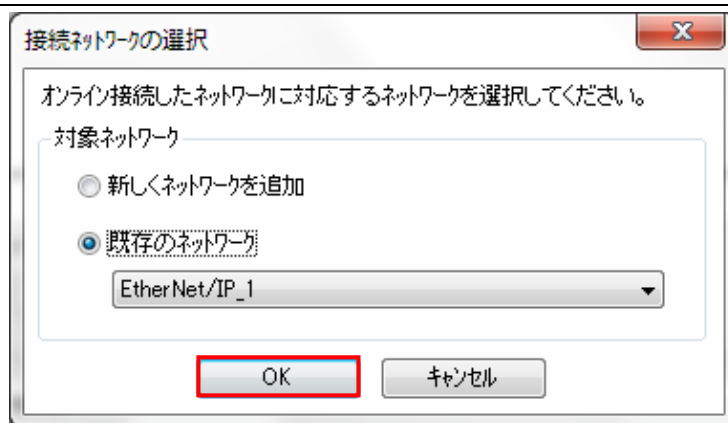 接続ネットワークの選択
オンライン接続したネットワークに対応するネットワークを選択してください。
対象ネットワーク
新しくネットワークを追加
既存のネットワーク
EtherNet/IP_1
OK キャンセル